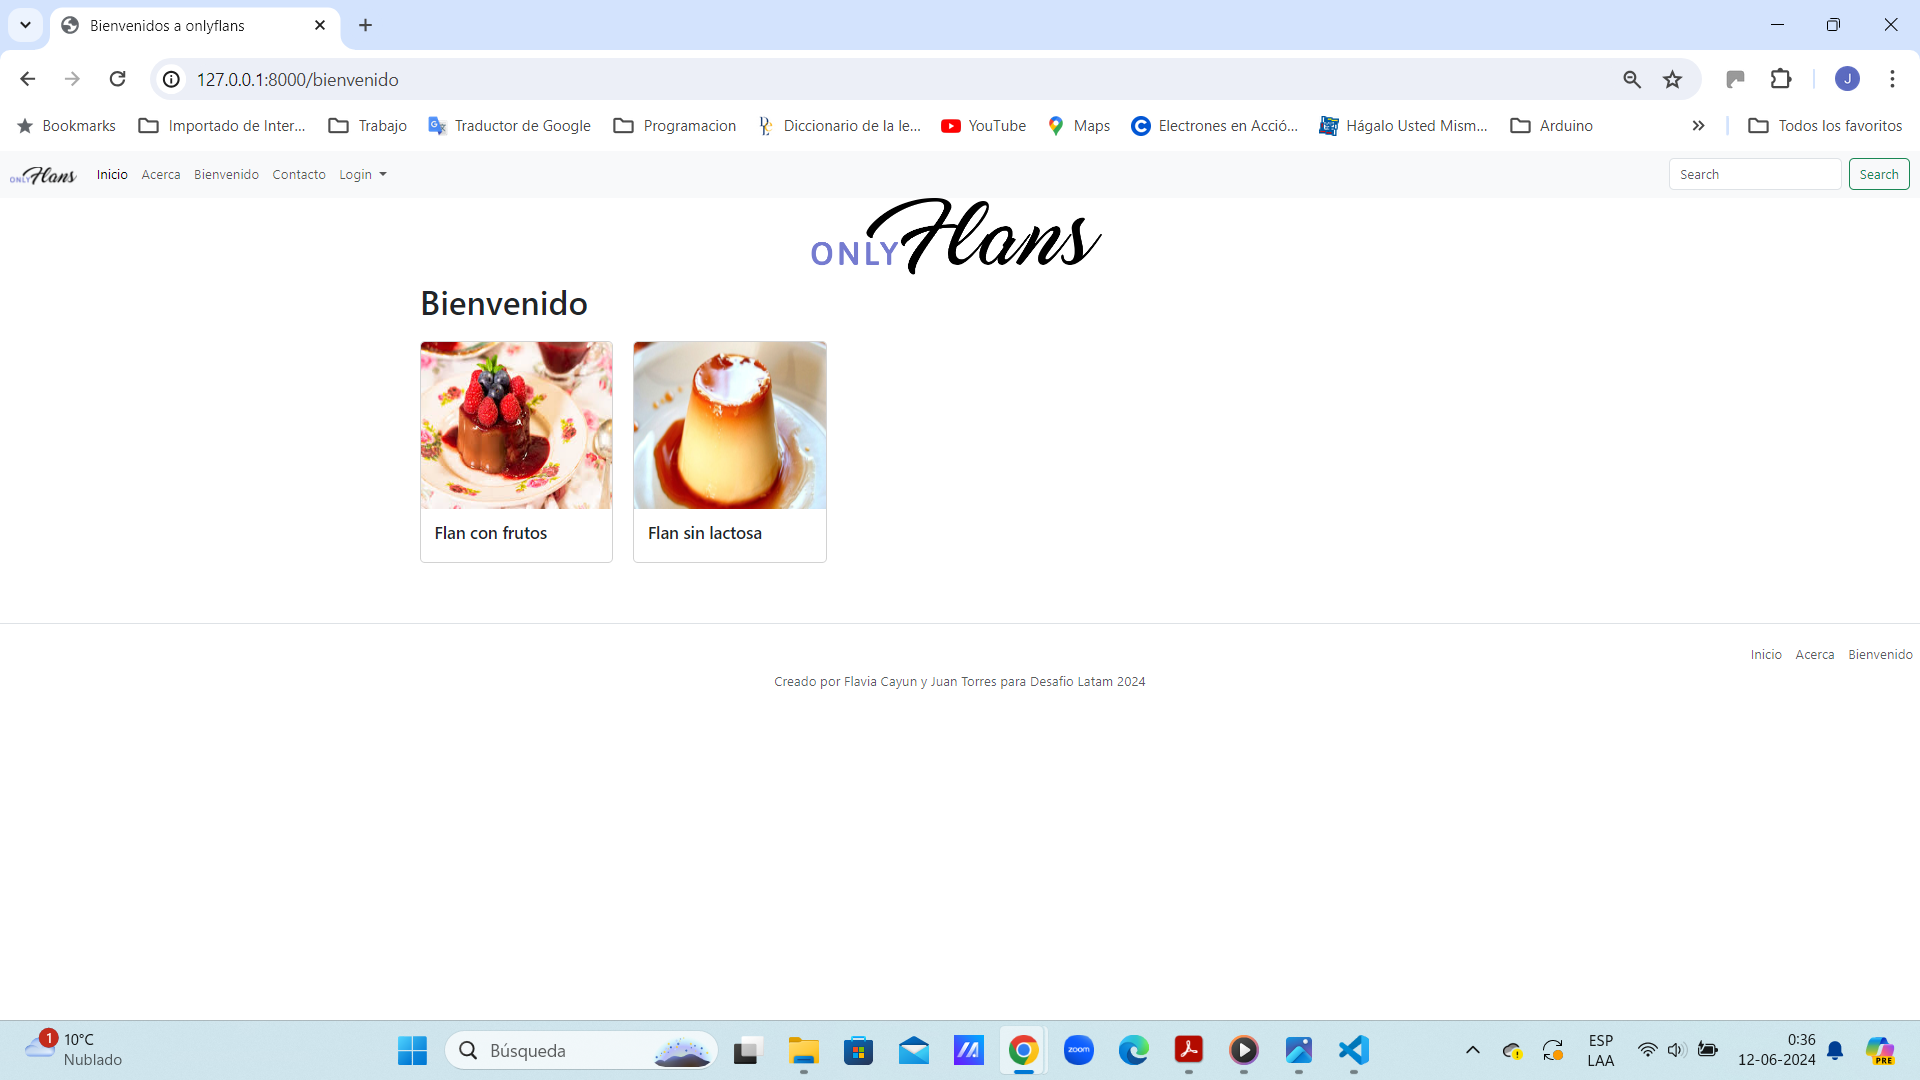 Bienvenidos a onlyflans
127.0.0.1:8000/bienvenido
J
Bookmarks
Importado de Inter...
Trabajo
Traductor de Google
Programacion
Diccionario de la le...
YouTube
Maps
Electrones en Acció...
Hágalo Usted Mism...
Arduino
Todos los favoritos
ONLY Flans
Inicio
Acerca
Bienvenido
Contacto
Login
Search
Search
ONLY Flans
Bienvenido
Flan con frutos
Flan sin lactosa
Inicio
Acerca
Bienvenido
Creado por Flavia Cayun y Juan Torres para Desafio Latam 2024
1
10°C
Nublado
Búsqueda
zoom
ESP
LAA
0:36
12-06-2024
PRE